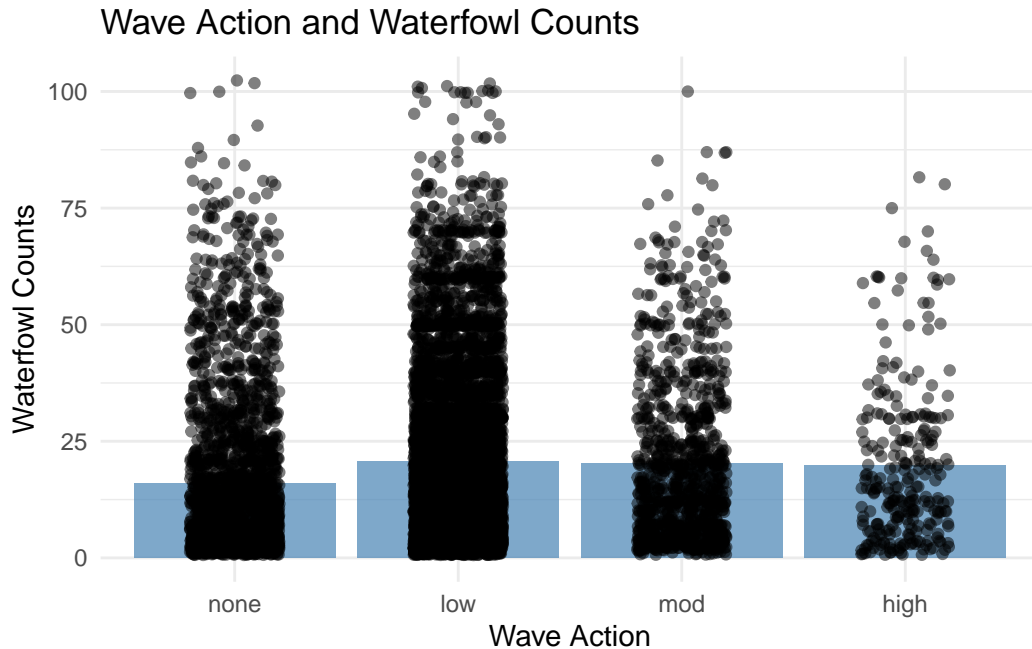 Wave Action and Waterfowl Counts
Waterfowl Counts
100
75
50
25
0
none low mod high
Wave Action